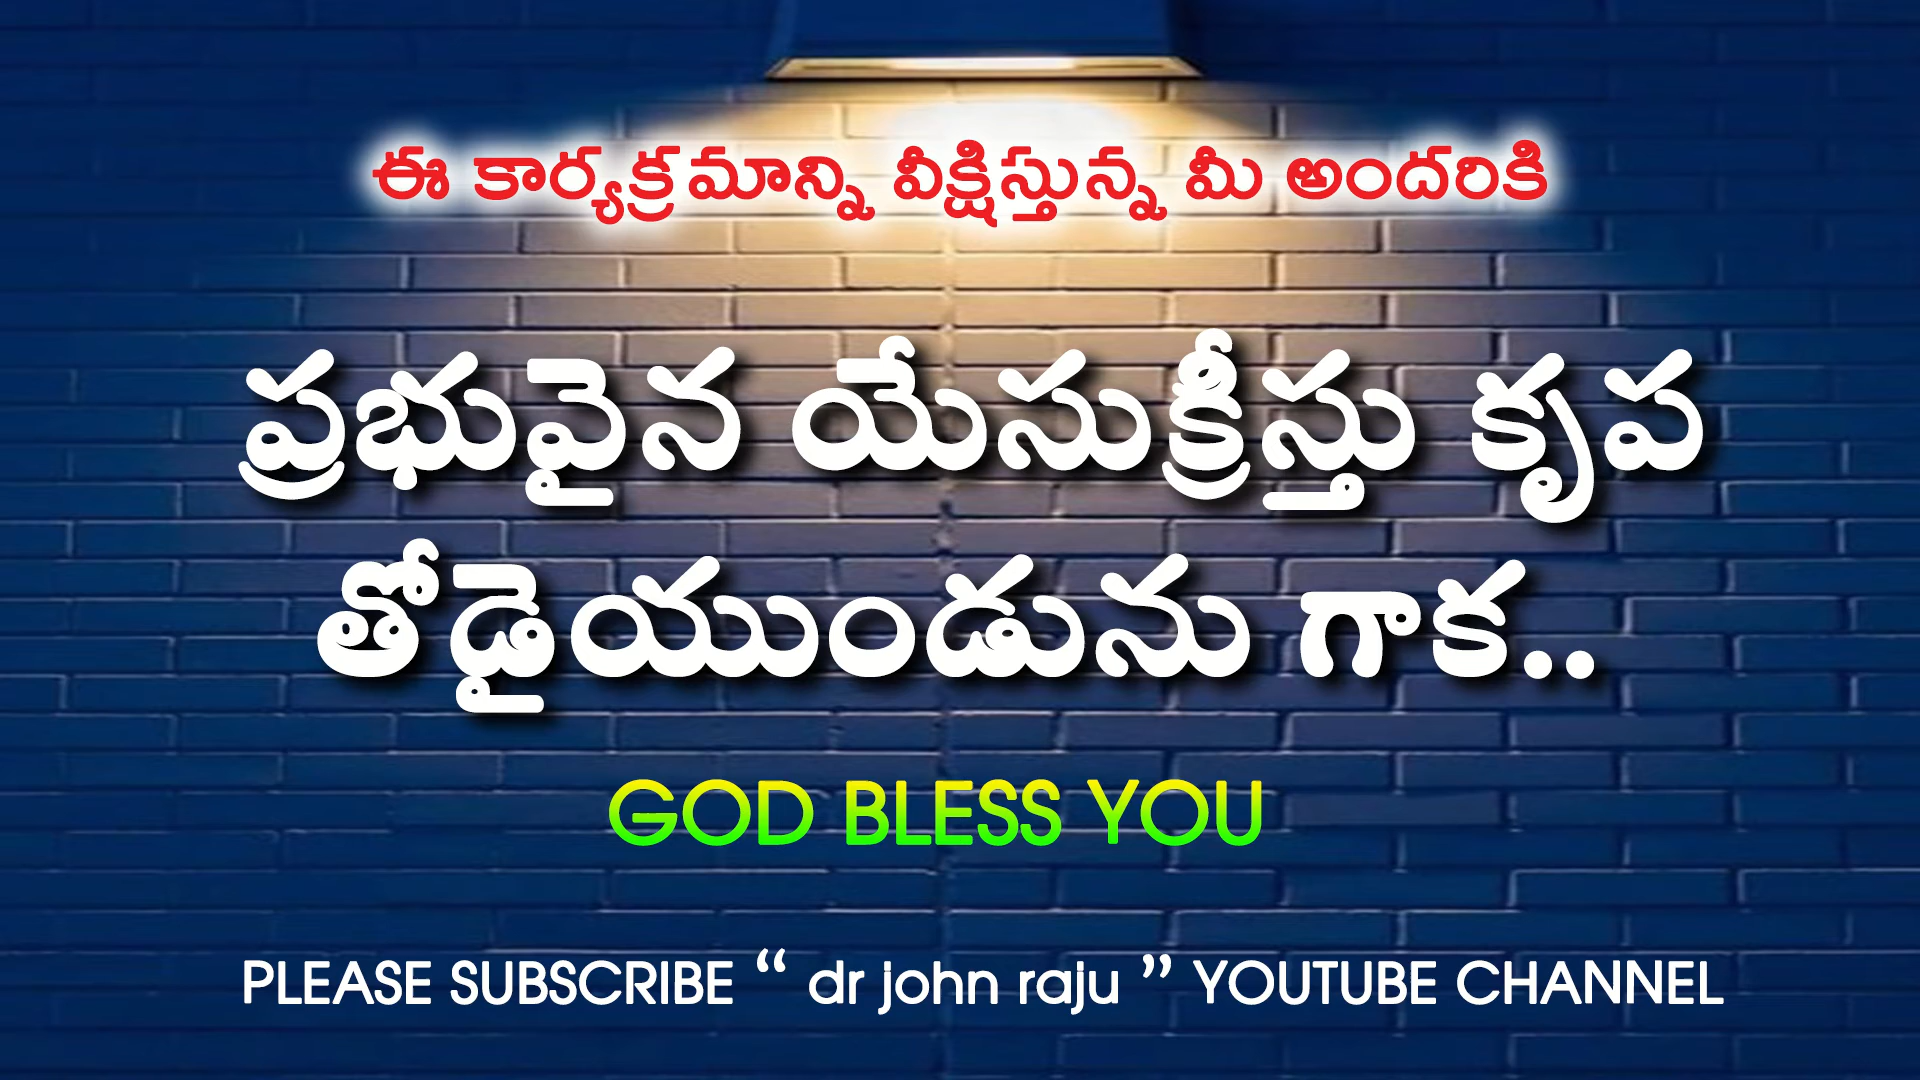 ఈ కార్యక్రమాన్ని వీక్షిస్తున్న మీ అందరికి
ప్రభువైన యేసుక్రీస్తు కృప
తోడైయుండును గాక..
GOD BLESS YOU
PLEASE SUBSCRIBE “ dr john raju ” YOUTUBE CHANNEL